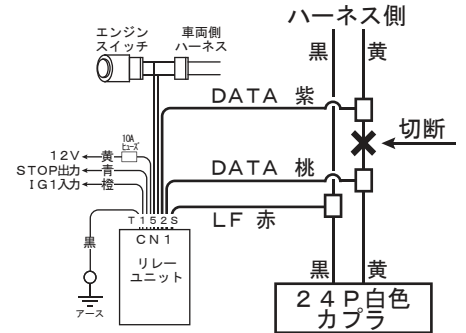 ハーネス側
エンジン
スイッチ
車両側
ハーネス
黒
黄
DATA 紫
切断
10A
ヒューズ
12V
黄
STOP出力
青
IG1入力
橙
DATA 桃
T152S
LF 赤
CN1
黒
リレー
ユニット
アース
黒
黄
24P白色
カプラ